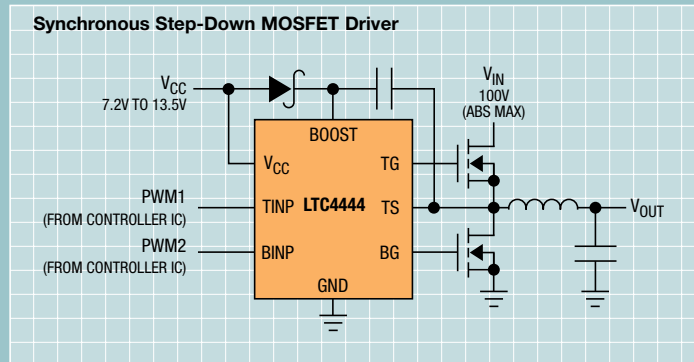 Synchronous Step-Down MOSFET Driver
VCC
7.2V TO 13.5V
VIN
100V
(ABS MAX)
BOOST
VCC
TG
PWM1
(FROM CONTROLLER IC)
TINP
LTC4444
TS
VOUT
PWM2
(FROM CONTROLLER IC)
BINP
BG
GND